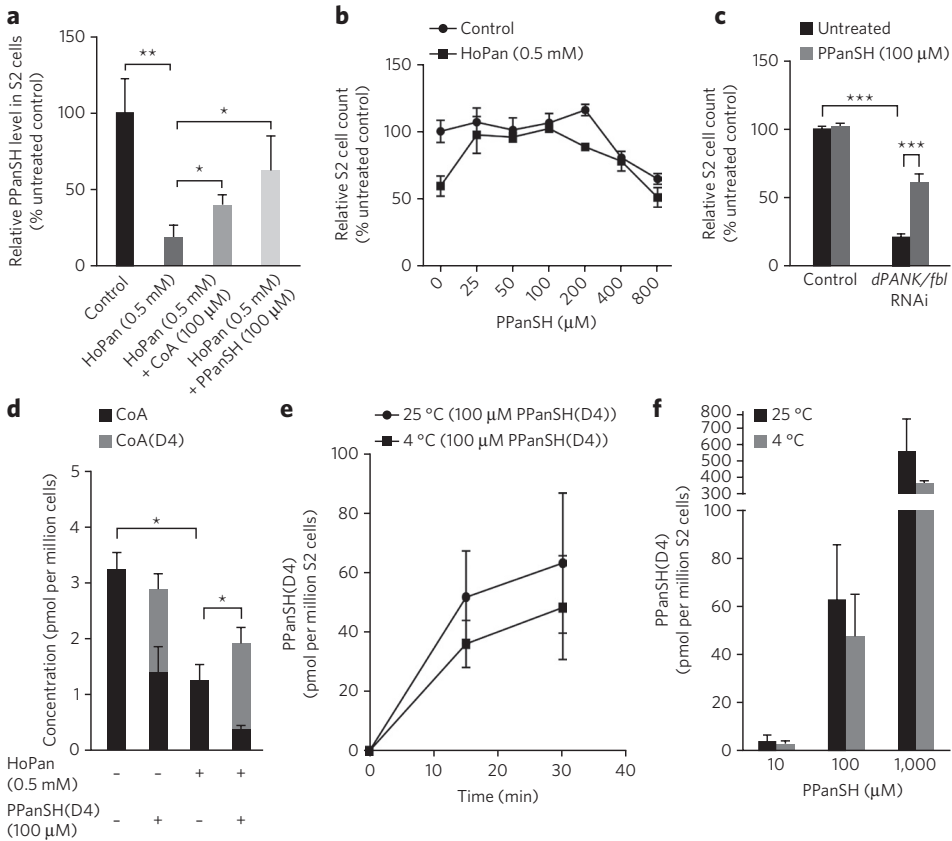 a
Relative PPanSH level in S2 cells
(% untreated control)
150
100
50
0
**
*
*
Control
HoPan (0.5 mM)
HoPan (0.5 mM)
+ CoA (100 μM)
HoPan (0.5 mM)
+ PPanSH (100 μM)
b
Control
HoPan (0.5 mM)
Relative S2 cell count
(% untreated control)
150
100
50
0
0 25 50 100 200 400 800
PPanSH (μM)
c
Untreated
PPanSH (100 μM)
Relative S2 cell count
(% untreated control)
150
100
50
0
***
***
Control
dPANK/fbl
RNAi
d
CoA
CoA(D4)
Concentration (pmol per million cells)
5
4
3
2
1
0
*
*
HoPan
(0.5 mM)
– – + +
PPanSH(D4)
(100 μM)
– + – +
e
25 °C (100 μM PPanSH(D4))
4 °C (100 μM PPanSH(D4))
PPanSH(D4)
(pmol per million S2 cells)
100
80
60
40
20
0
0 10 20 30 40
Time (min)
f
25 °C
4 °C
PPanSH(D4)
(pmol per million S2 cells)
800
700
600
500
400
300
100
80
60
40
20
0
10 100 1,000
PPanSH (μM)